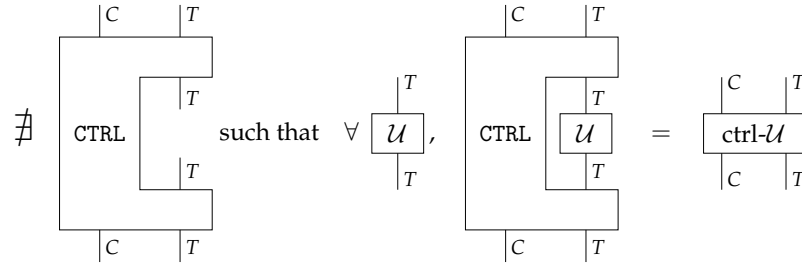 C T C T
T T T C T
∄ CTRL such that ∀ 𝒰 , CTRL 𝒰 = ctrl-𝒰
T T T C T
C T C T